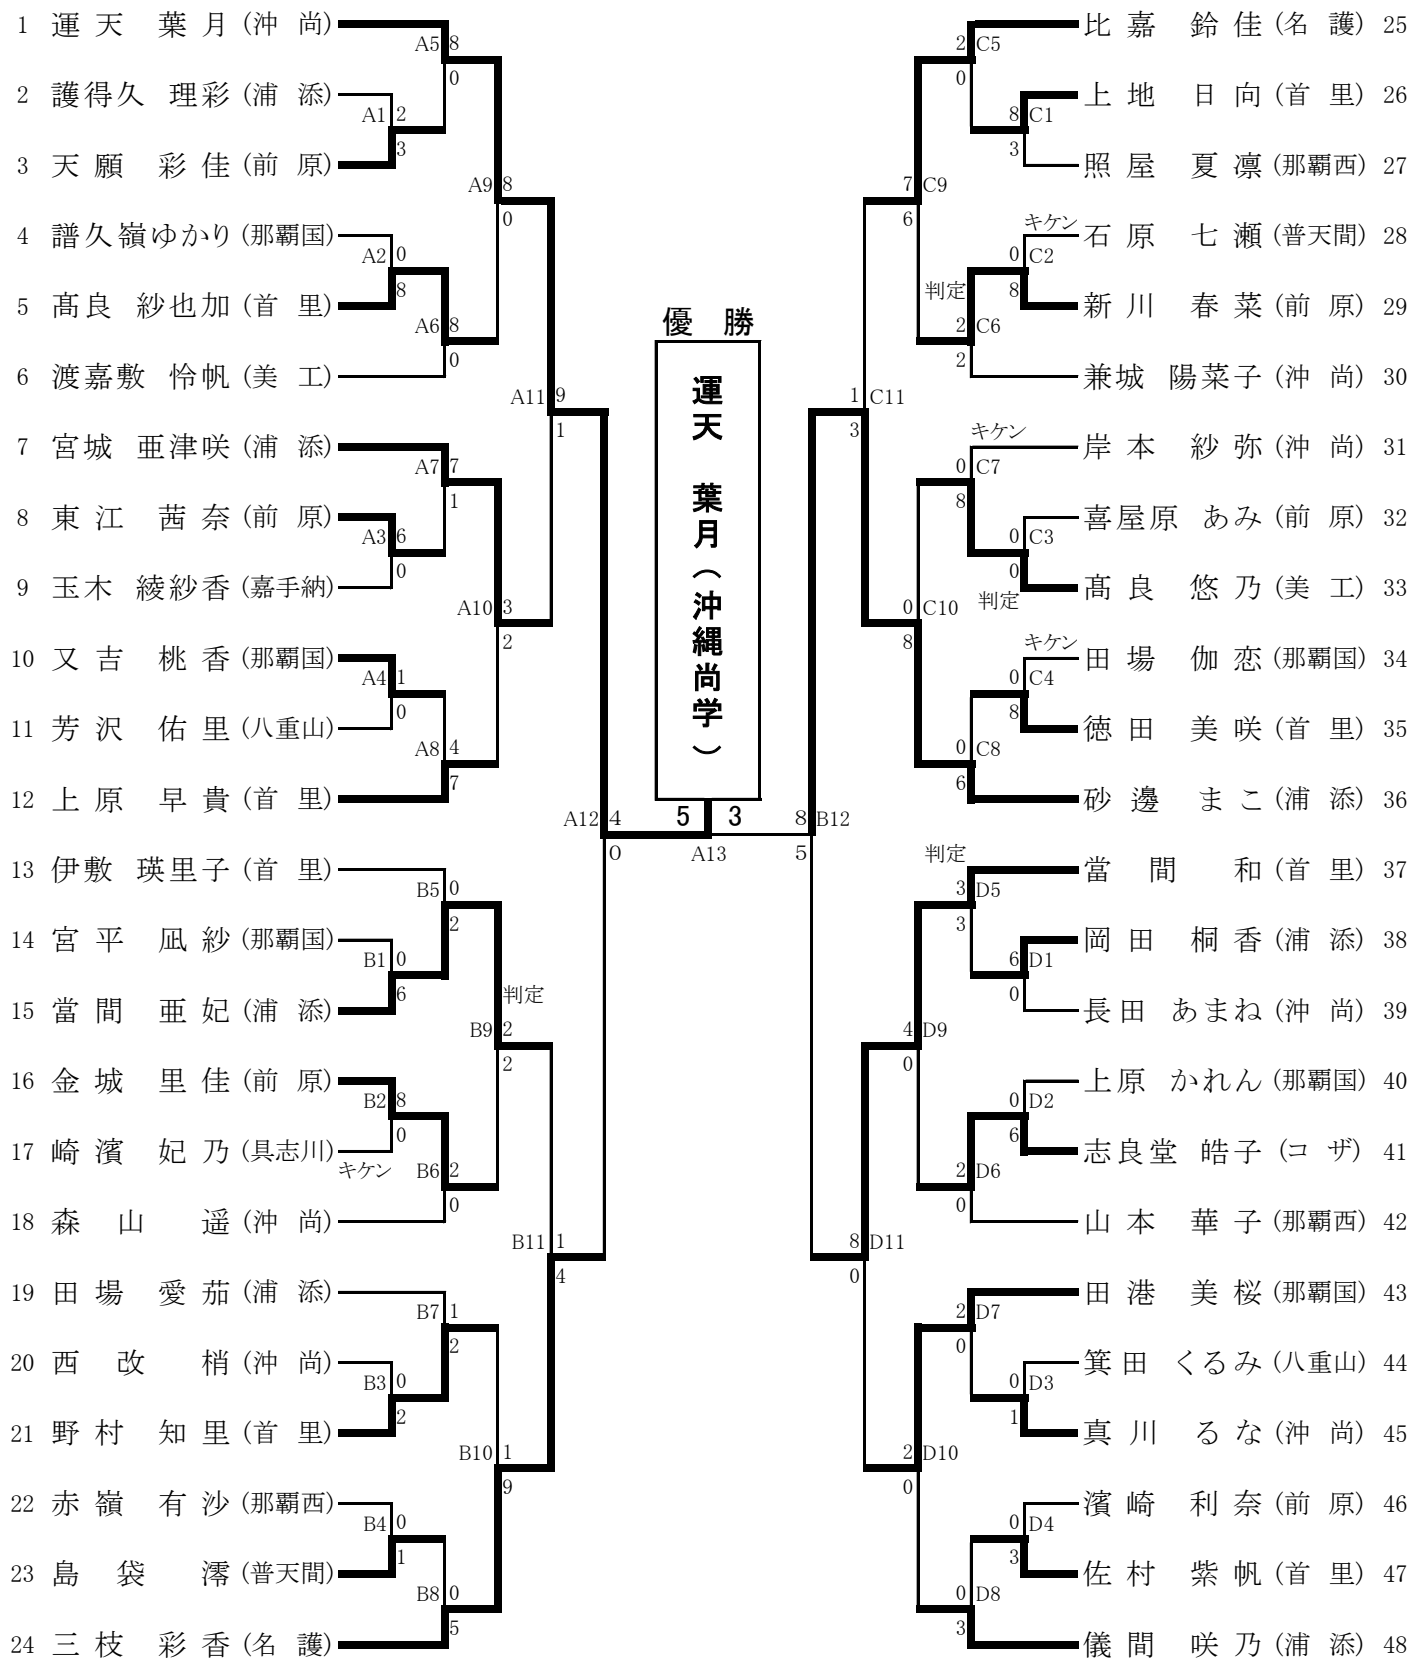 1 運天 葉月 (沖 尚)
A5 8
0
2 護得久 理彩 (浦 添)
A1 2
3
3 天願 彩佳 (前 原)
A9 8
0
4 譜久嶺ゆかり (那覇国)
A2 0
8
5 髙良 紗也加 (首 里)
A6 8
0
6 渡嘉敷 怜帆 (美 工)
A11 9
1
7 宮城 亜津咲 (浦 添)
A7 7
1
8 東江 茜奈 (前 原)
A3 6
0
9 玉木 綾紗香 (嘉手納)
A10 3
2
10 又吉 桃香 (那覇国)
A4 1
0
11 芳沢 佑里 (八重山)
A8 4
7
12 上原 早貴 (首 里)
A12 4
0
13 伊敷 瑛里子 (首 里)
B5 0
2
14 宮平 凪紗 (那覇国)
B1 0
6
15 當間 亜妃 (浦 添)
判定
B9 2
2
16 金城 里佳 (前 原)
B2 8
0
17 崎濱 妃乃 (具志川)
キケン
B6 2
0
18 森山 遥 (沖 尚)
B11 1
4
19 田場 愛茄 (浦 添)
B7 1
2
20 西改 梢 (沖 尚)
B3 0
2
21 野村 知里 (首 里)
B10 1
9
22 赤嶺 有沙 (那覇西)
B4 0
1
23 島袋 澪 (普天間)
B8 0
5
24 三枝 彩香 (名 護)
優 勝
運天 葉月(沖縄尚学)
5 3
A13
比嘉 鈴佳 (名 護) 25
2 C5
0
上地 日向 (首 里) 26
8 C1
3
照屋 夏凛 (那覇西) 27
7 C9
6
キケン
石原 七瀬 (普天間) 28
0 C2
8
新川 春菜 (前 原) 29
判定
2 C6
2
兼城 陽菜子 (沖 尚) 30
1 C11
3
キケン
岸本 紗弥 (沖 尚) 31
0 C7
8
喜屋原 あみ (前 原) 32
0 C3
0
判定
髙良 悠乃 (美 工) 33
0 C10
8
キケン
田場 伽恋 (那覇国) 34
0 C4
8
徳田 美咲 (首 里) 35
0 C8
6
砂邊 まこ (浦 添) 36
8 B12
5
判定
當間 和 (首 里) 37
3 D5
3
岡田 桐香 (浦 添) 38
6 D1
0
長田 あまね (沖 尚) 39
4 D9
0
上原 かれん (那覇国) 40
0 D2
6
志良堂 皓子 (コ ザ) 41
2 D6
0
山本 華子 (那覇西) 42
8 D11
0
田港 美桜 (那覇国) 43
2 D7
0
箕田 くるみ (八重山) 44
0 D3
1
真川 るな (沖 尚) 45
2 D10
0
濱崎 利奈 (前 原) 46
0 D4
3
佐村 紫帆 (首 里) 47
0 D8
3
儀間 咲乃 (浦 添) 48